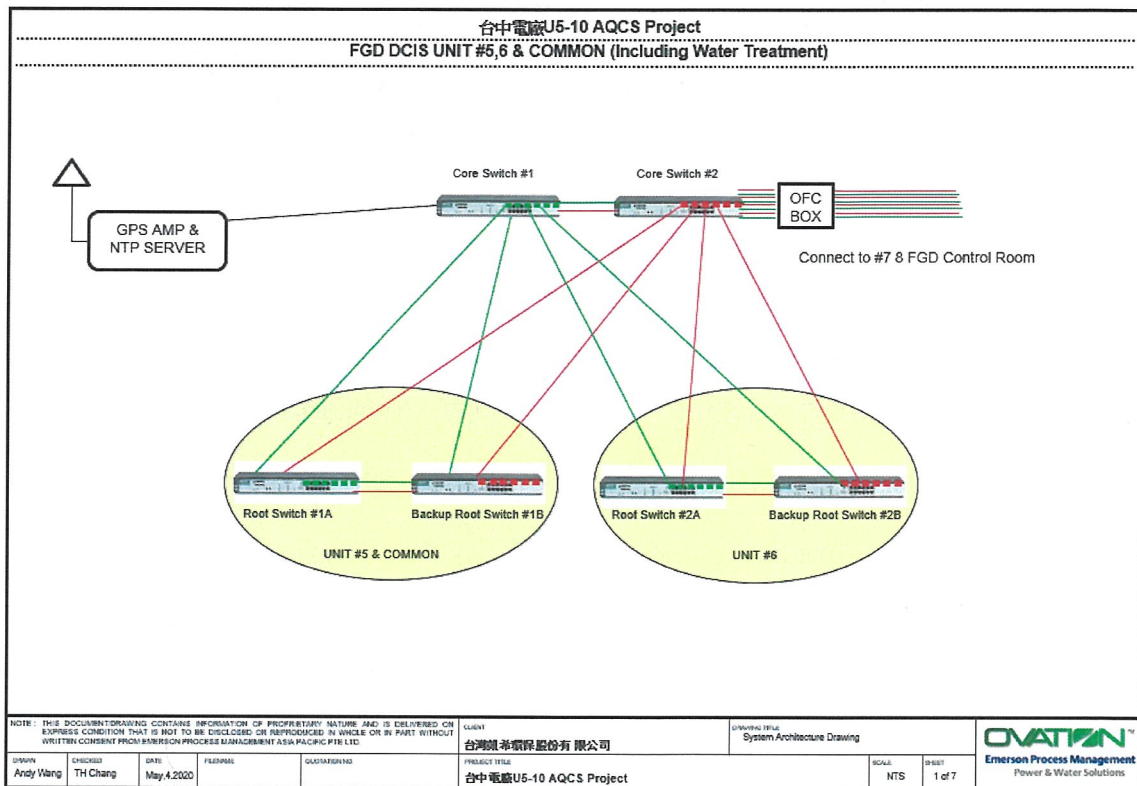 台中電廠U5-10 AQCS Project
FGD DCIS UNIT #5,6 & COMMON (Including Water Treatment)
Core Switch #1
Core Switch #2
OFC
BOX
GPS AMP &
NTP SERVER
Connect to #7 8 FGD Control Room
Root Switch #1A
Backup Root Switch #1B
UNIT #5 & COMMON
Root Switch #2A
Backup Root Switch #2B
UNIT #6
NOTE : THIS DOCUMENT/DRAWING CONTAINS INFORMATION OF PROPRIETARY NATURE AND IS DELIVERED ON
EXPRESS CONDITION THAT IS NOT TO BE DISCLOSED OR REPRODUCED IN WHOLE OR IN PART WITHOUT
WRITTEN CONSENT FROM EMERSON PROCESS MANAGEMENT ASIA PACIFIC PTE LTD.
CLIENT
台灣凱希環保股份有 限公司
DRAWING TITLE
System Architecture Drawing
DRAWN
Andy Wang
CHECKED
TH Chang
DATE
May,4.2020
FILENAME
QUOTATION NO.
PROJECT TITLE
台中電廠U5-10 AQCS Project
SCALE
NTS
SHEET
1 of 7
OVATION™
Emerson Process Management
Power & Water Solutions